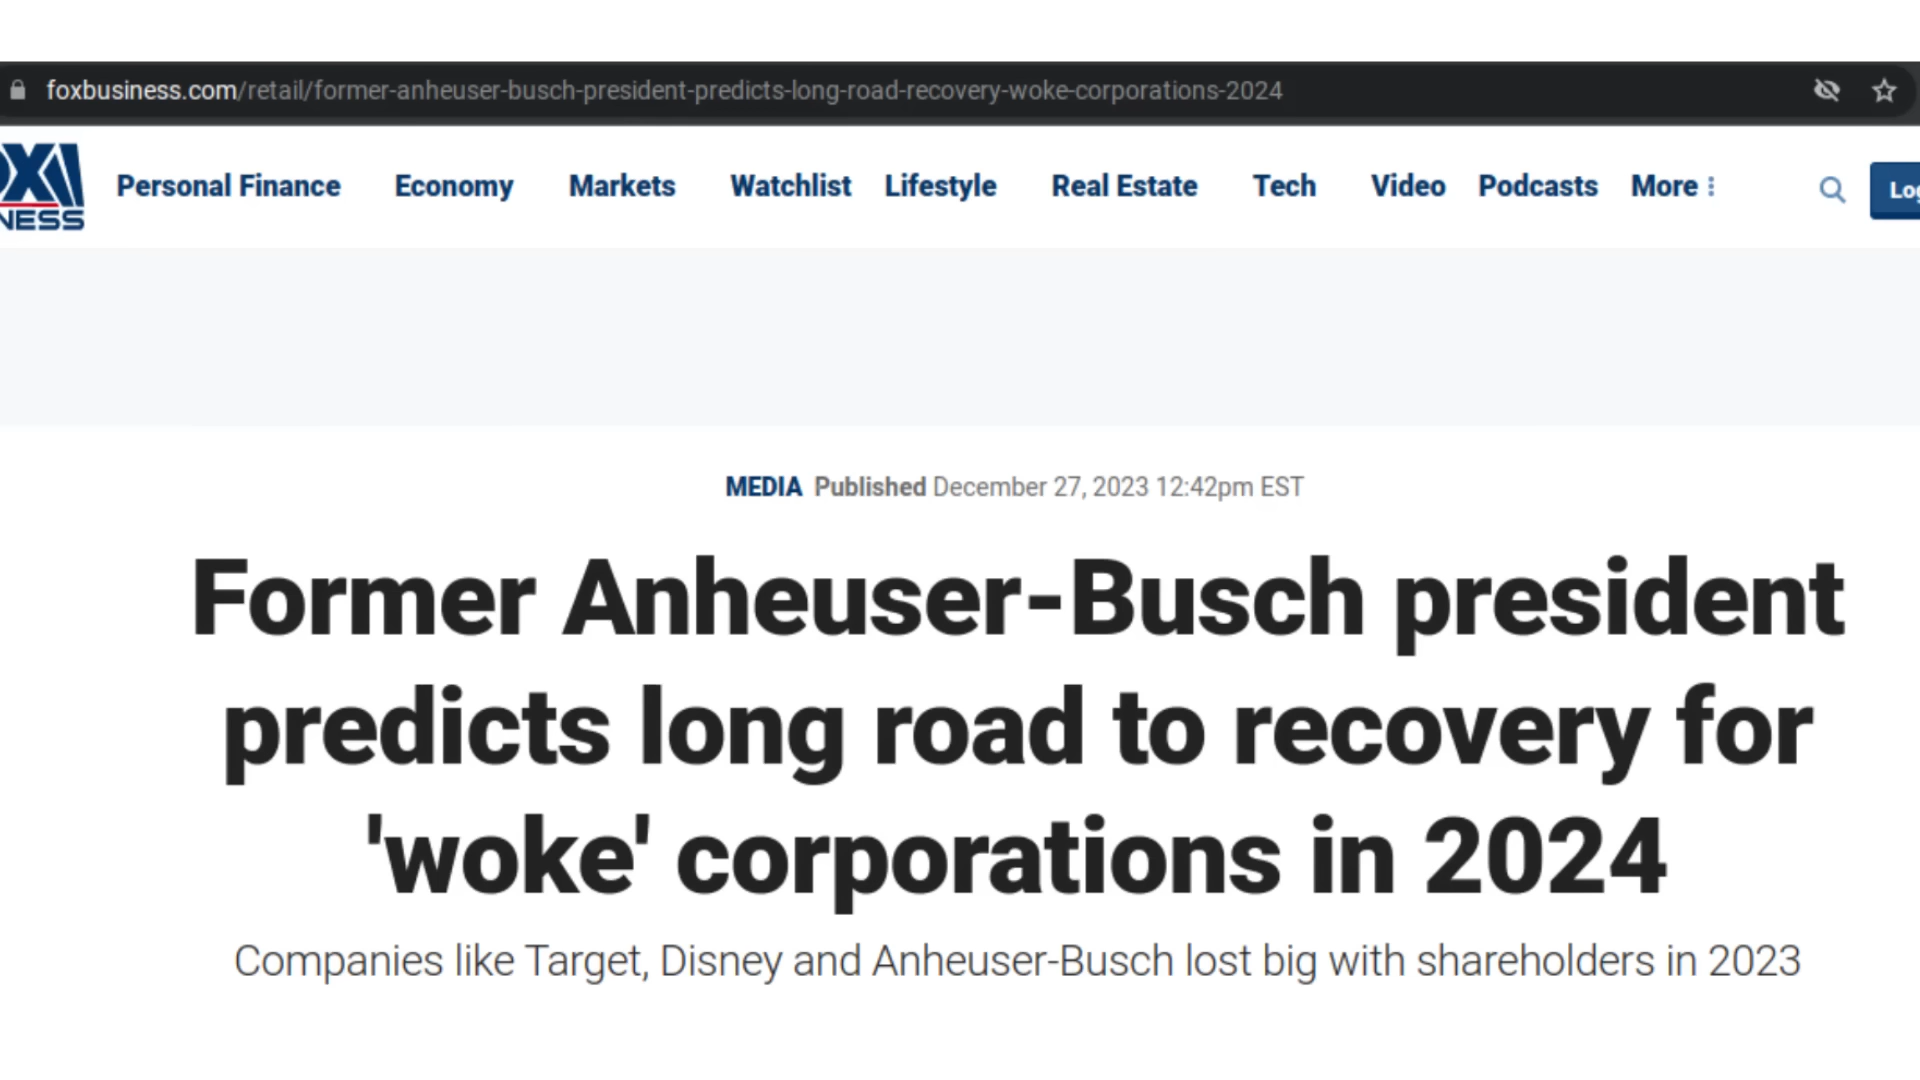 foxbusiness.com/retail/former-anheuser-busch-president-predicts-long-road-recovery-woke-corporations-2024
Personal Finance Economy Markets Watchlist Lifestyle Real Estate Tech Video Podcasts More
MEDIA Published December 27, 2023 12:42pm EST
Former Anheuser-Busch president
predicts long road to recovery for
'woke' corporations in 2024
Companies like Target, Disney and Anheuser-Busch lost big with shareholders in 2023